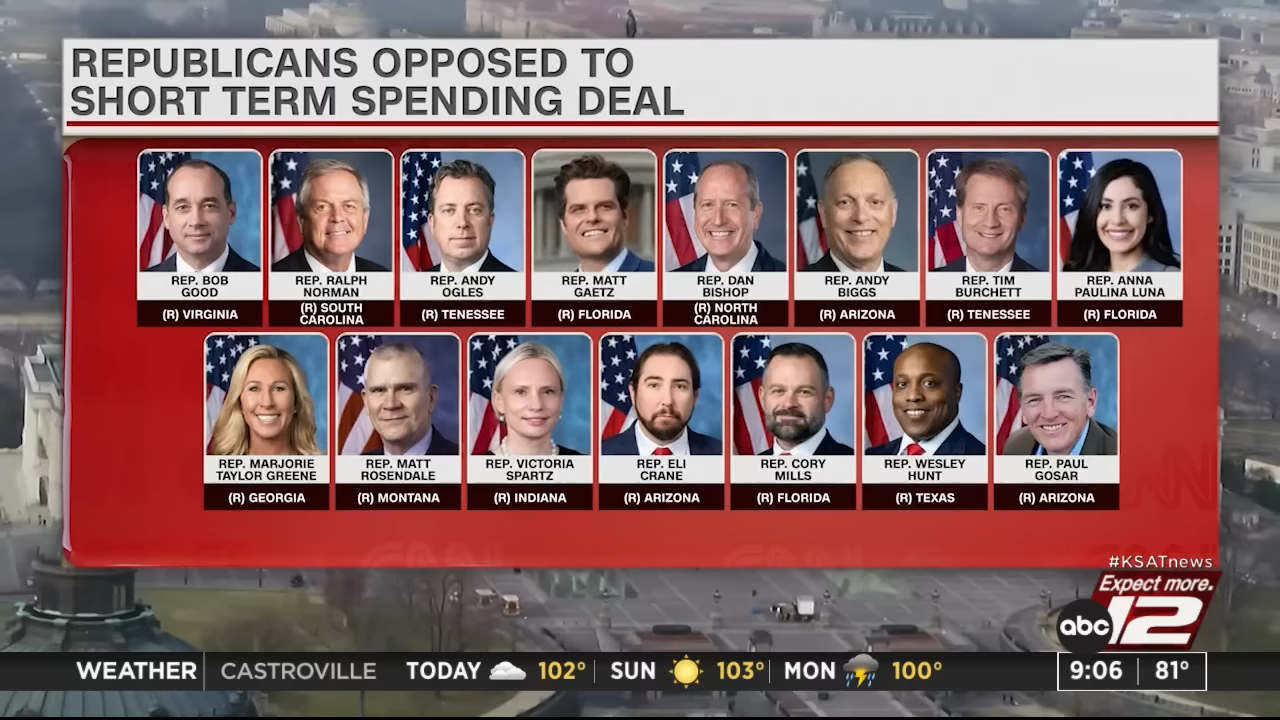 REPUBLICANS OPPOSED TO
SHORT TERM SPENDING DEAL
REP. BOB
GOOD
(R) VIRGINIA
REP. RALPH
NORMAN
(R) SOUTH
CAROLINA
REP. ANDY
OGLES
(R) TENESSEE
REP. MATT
GAETZ
(R) FLORIDA
REP. DAN
BISHOP
(R) NORTH
CAROLINA
REP. ANDY
BIGGS
(R) ARIZONA
REP. TIM
BURCHETT
(R) TENESSEE
REP. ANNA
PAULINA LUNA
(R) FLORIDA
REP. MARJORIE
TAYLOR GREENE
(R) GEORGIA
REP. MATT
ROSENDALE
(R) MONTANA
REP. VICTORIA
SPARTZ
(R) INDIANA
REP. ELI
CRANE
(R) ARIZONA
REP. CORY
MILLS
(R) FLORIDA
REP. WESLEY
HUNT
(R) TEXAS
REP. PAUL
GOSAR
(R) ARIZONA
CNN
CNN
#KSATnews
Expect more.
abc 12
WEATHER CASTROVILLE TODAY 102° SUN 103° MON 100° 9:06 81°